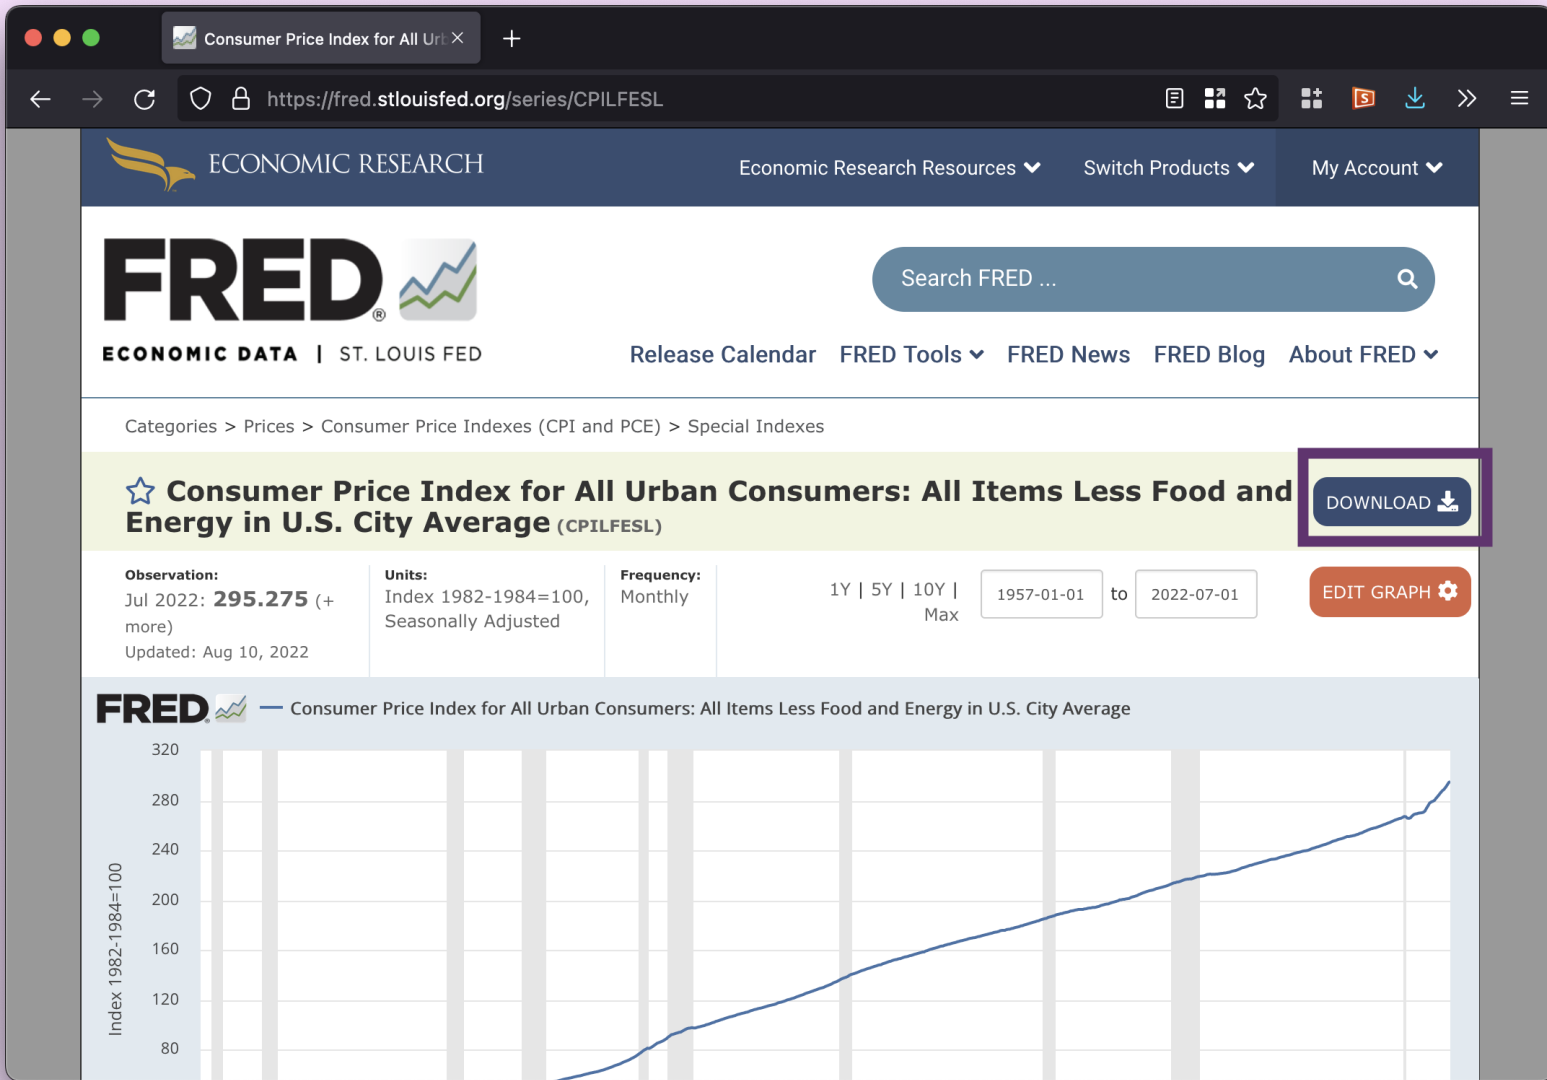 Consumer Price Index for All Urb
https://fred.stlouisfed.org/series/CPILFESL
ECONOMIC RESEARCH
Economic Research Resources
Switch Products
My Account
FRED®
ECONOMIC DATA | ST. LOUIS FED
Search FRED ...
Release Calendar
FRED Tools
FRED News
FRED Blog
About FRED
Categories > Prices > Consumer Price Indexes (CPI and PCE) > Special Indexes
Consumer Price Index for All Urban Consumers: All Items Less Food and
Energy in U.S. City Average (CPILFESL)
DOWNLOAD
Observation:
Jul 2022: 295.275 (+
more)
Updated: Aug 10, 2022
Units:
Index 1982-1984=100,
Seasonally Adjusted
Frequency:
Monthly
1Y | 5Y | 10Y |
Max
1957-01-01 to 2022-07-01
EDIT GRAPH
FRED
Consumer Price Index for All Urban Consumers: All Items Less Food and Energy in U.S. City Average
320
280
240
200
160
120
80
Index 1982-1984=100